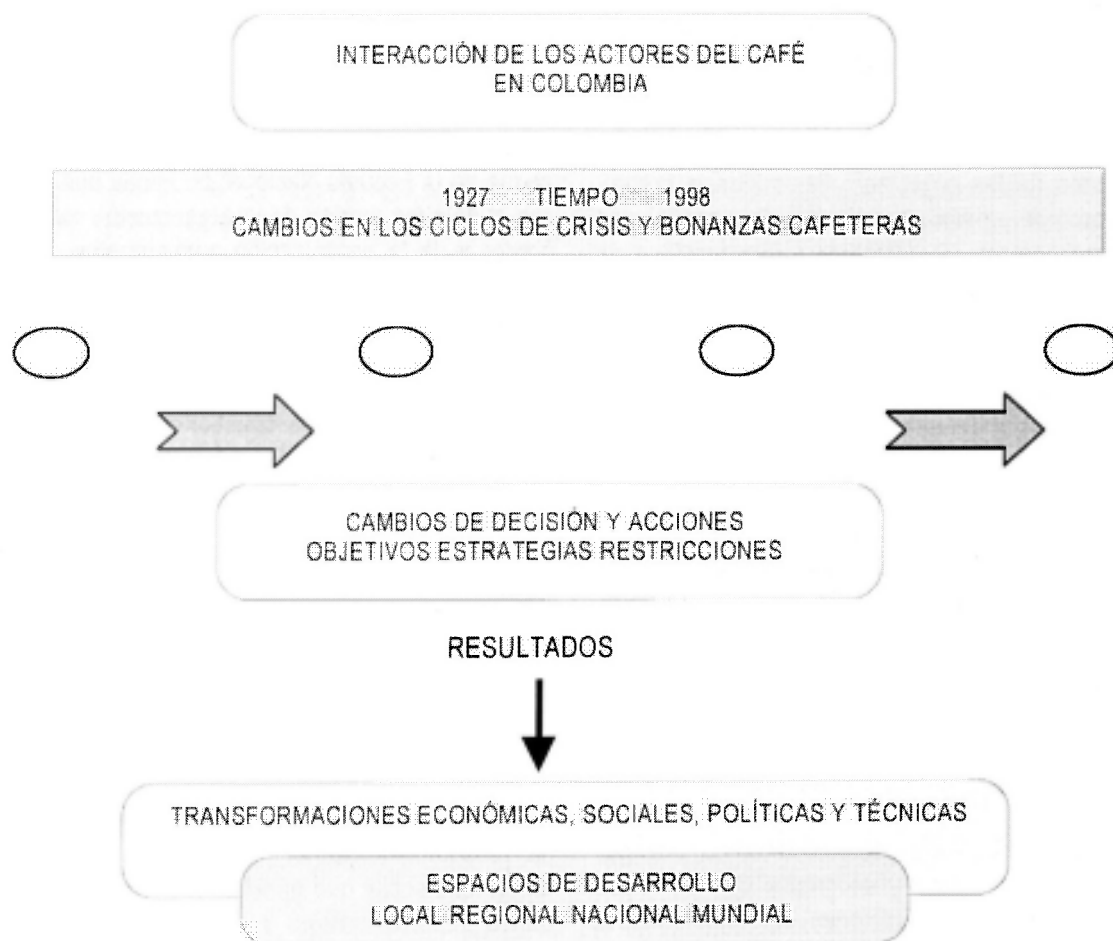 INTERACCIÓN DE LOS ACTORES DEL CAFÉ
EN COLOMBIA
1927 TIEMPO 1998
CAMBIOS EN LOS CICLOS DE CRISIS Y BONANZAS CAFETERAS
CAMBIOS DE DECISIÓN Y ACCIONES
OBJETIVOS ESTRATEGIAS RESTRICCIONES
RESULTADOS
TRANSFORMACIONES ECONÓMICAS, SOCIALES, POLÍTICAS Y TÉCNICAS
ESPACIOS DE DESARROLLO
LOCAL REGIONAL NACIONAL MUNDIAL